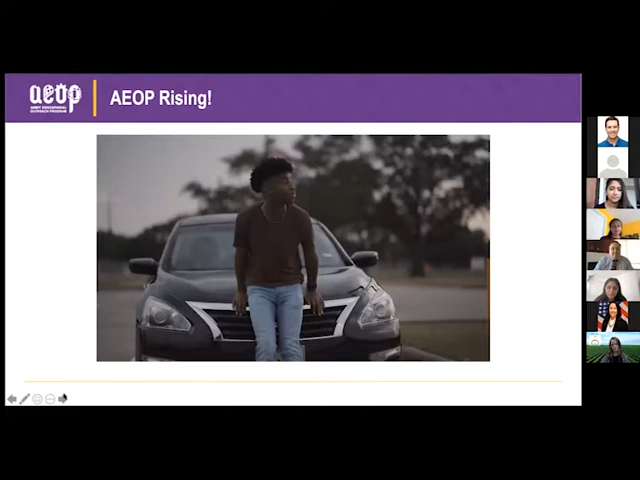 aeop
ARMY EDUCATIONAL
OUTREACH PROGRAM
AEOP Rising!